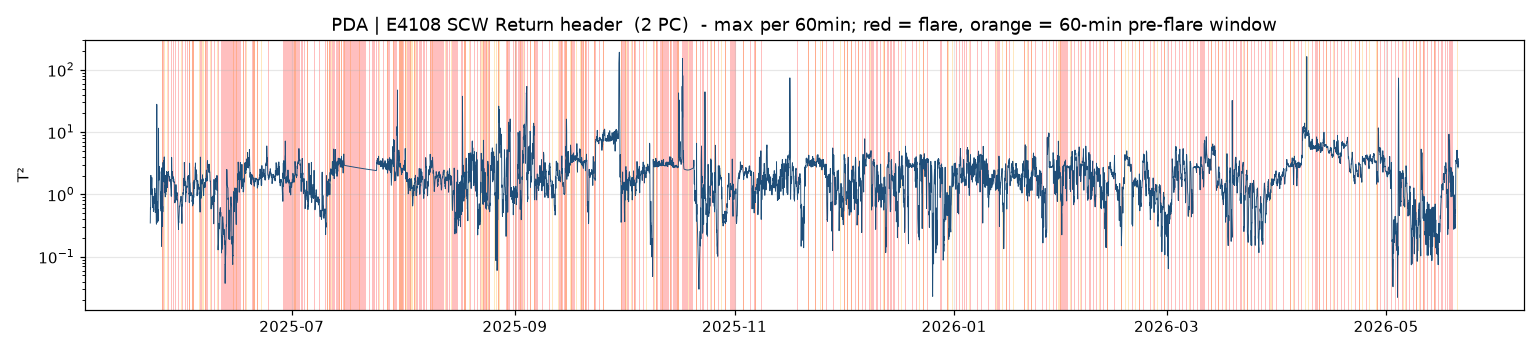 PDA | E4108 SCW Return header  (2 PC)  - max per 60min; red = flare, orange = 60-min pre-flare window
T²
10²
10¹
10⁰
10⁻¹
2025-07 2025-09 2025-11 2026-01 2026-03 2026-05